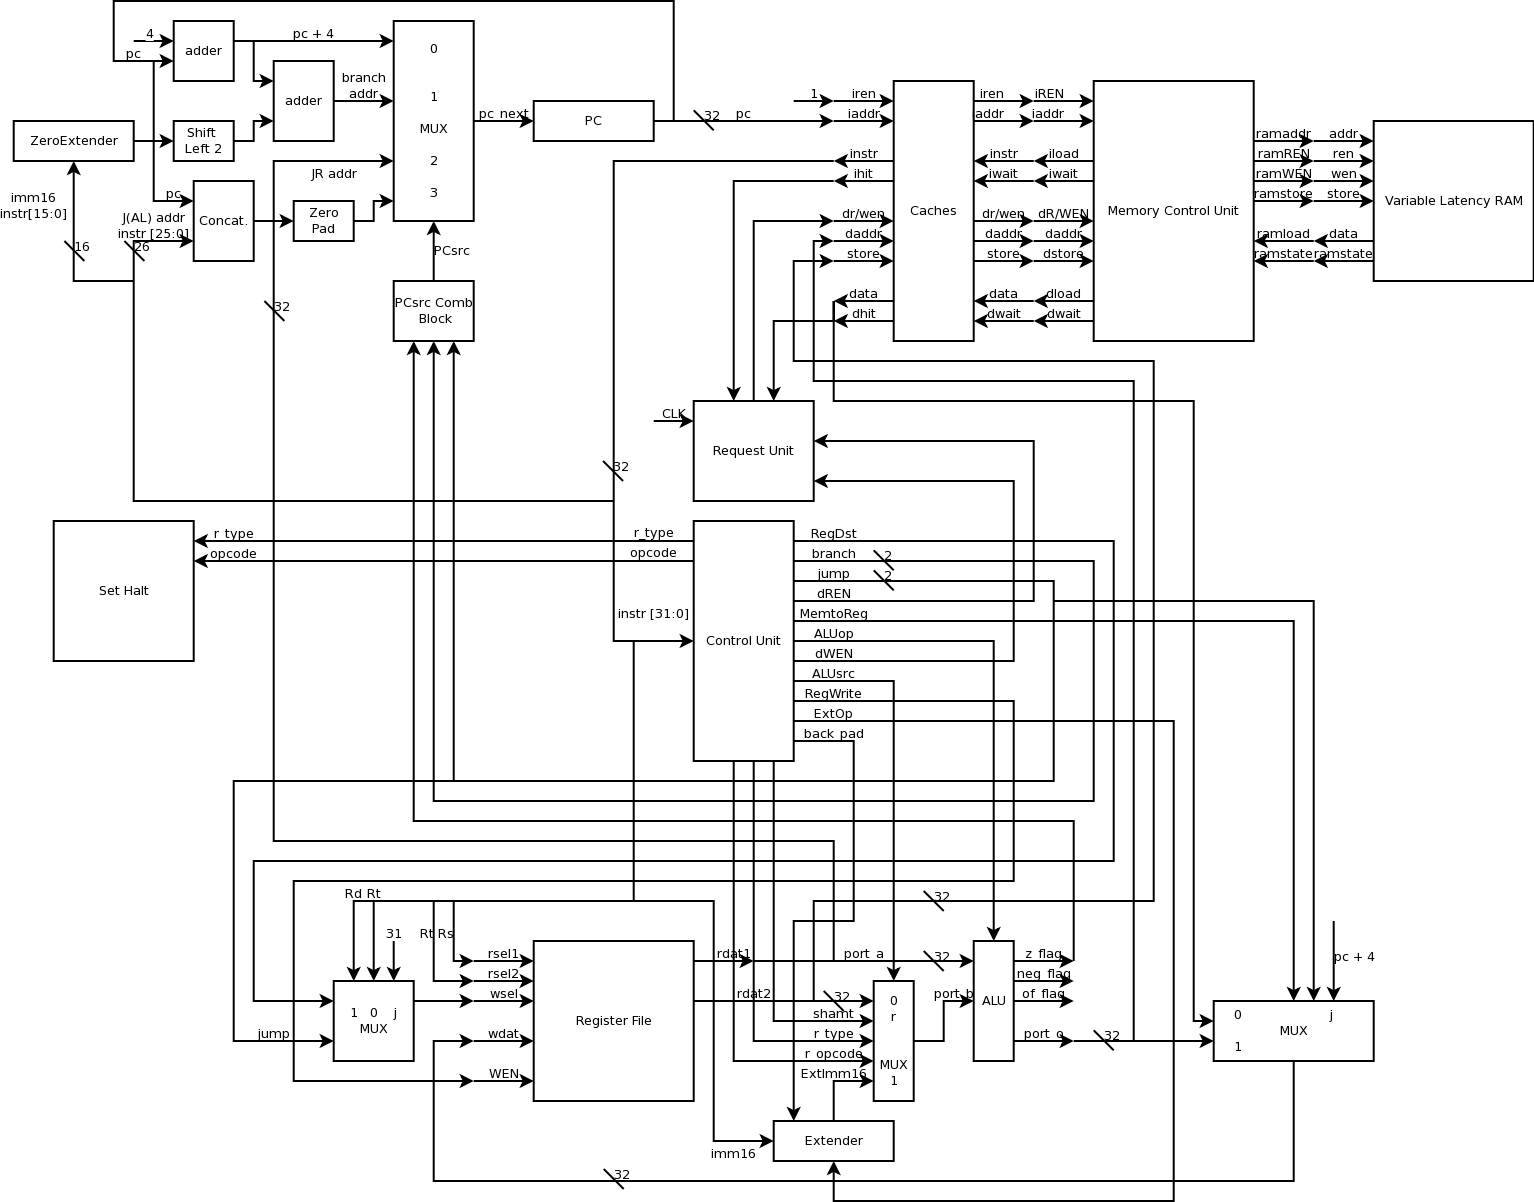 4
pc
adder
pc + 4
adder
branch
addr
0
1
MUX
2
3
pc_next
PC
32
pc
1
iren
iaddr
instr
ihit
dr/wen
daddr
store
data
dhit
Caches
iren
addr
instr
iwait
dr/wen
daddr
store
data
dwait
iREN
iaddr
iload
iwait
dR/WEN
daddr
dstore
dload
dwait
Memory Control Unit
ramaddr
ramREN
ramWEN
ramstore
ramload
ramstate
addr
ren
wen
store
data
ramstate
Variable Latency RAM
ZeroExtender
Shift
Left 2
JR addr
imm16
instr[15:0]
pc
J(AL) addr
instr [25:0]
Concat.
Zero
Pad
16
26
PCsrc
PCsrc Comb
Block
32
CLK
Request Unit
32
Set Halt
r_type
opcode
r_type
opcode
instr [31:0]
Control Unit
RegDst
branch
2
jump
2
dREN
MemtoReg
ALUop
dWEN
ALUsrc
RegWrite
ExtOp
back_pad
Rd Rt
31
Rt Rs
1 0 j
MUX
jump
rsel1
rsel2
wsel
wdat
WEN
Register File
rdat1
rdat2
port_a
32
32
32
shamt
r_type
r_opcode
ExtImm16
0
r
MUX
1
port_b
ALU
z_flag
neg_flag
of_flag
port_o
32
pc + 4
0
j
MUX
1
Extender
imm16
32